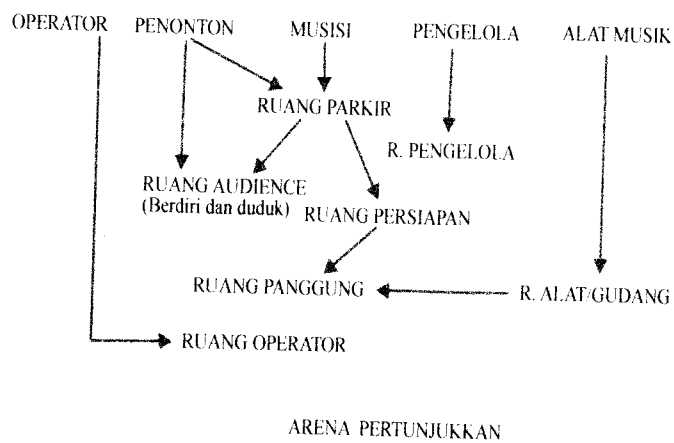 OPERATOR PENONTON MUSISI PENGELOLA ALAT MUSIK
RUANG PARKIR
R. PENGELOLA
RUANG AUDIENCE
(Berdiri dan duduk)
RUANG PERSIAPAN
RUANG PANGGUNG
R. ALAT/GUDANG
RUANG OPERATOR
ARENA PERTUNJUKKAN